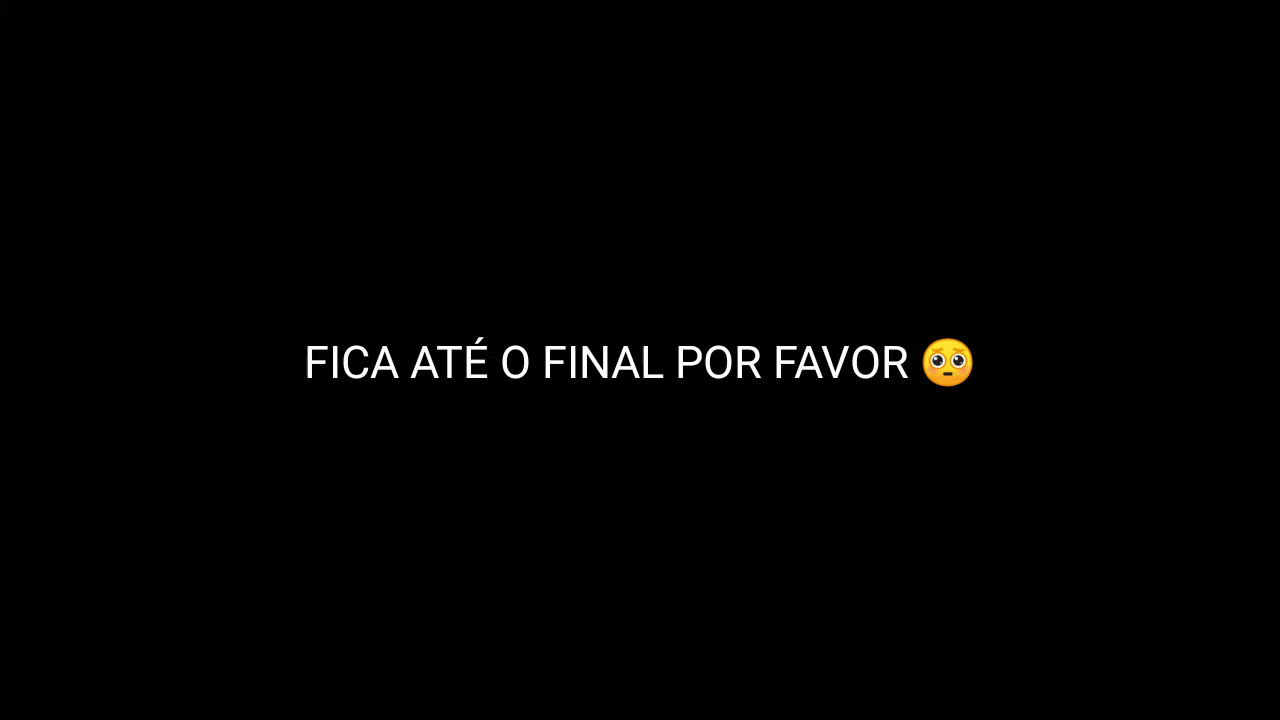 FICA ATÉ O FINAL POR FAVOR 🥺